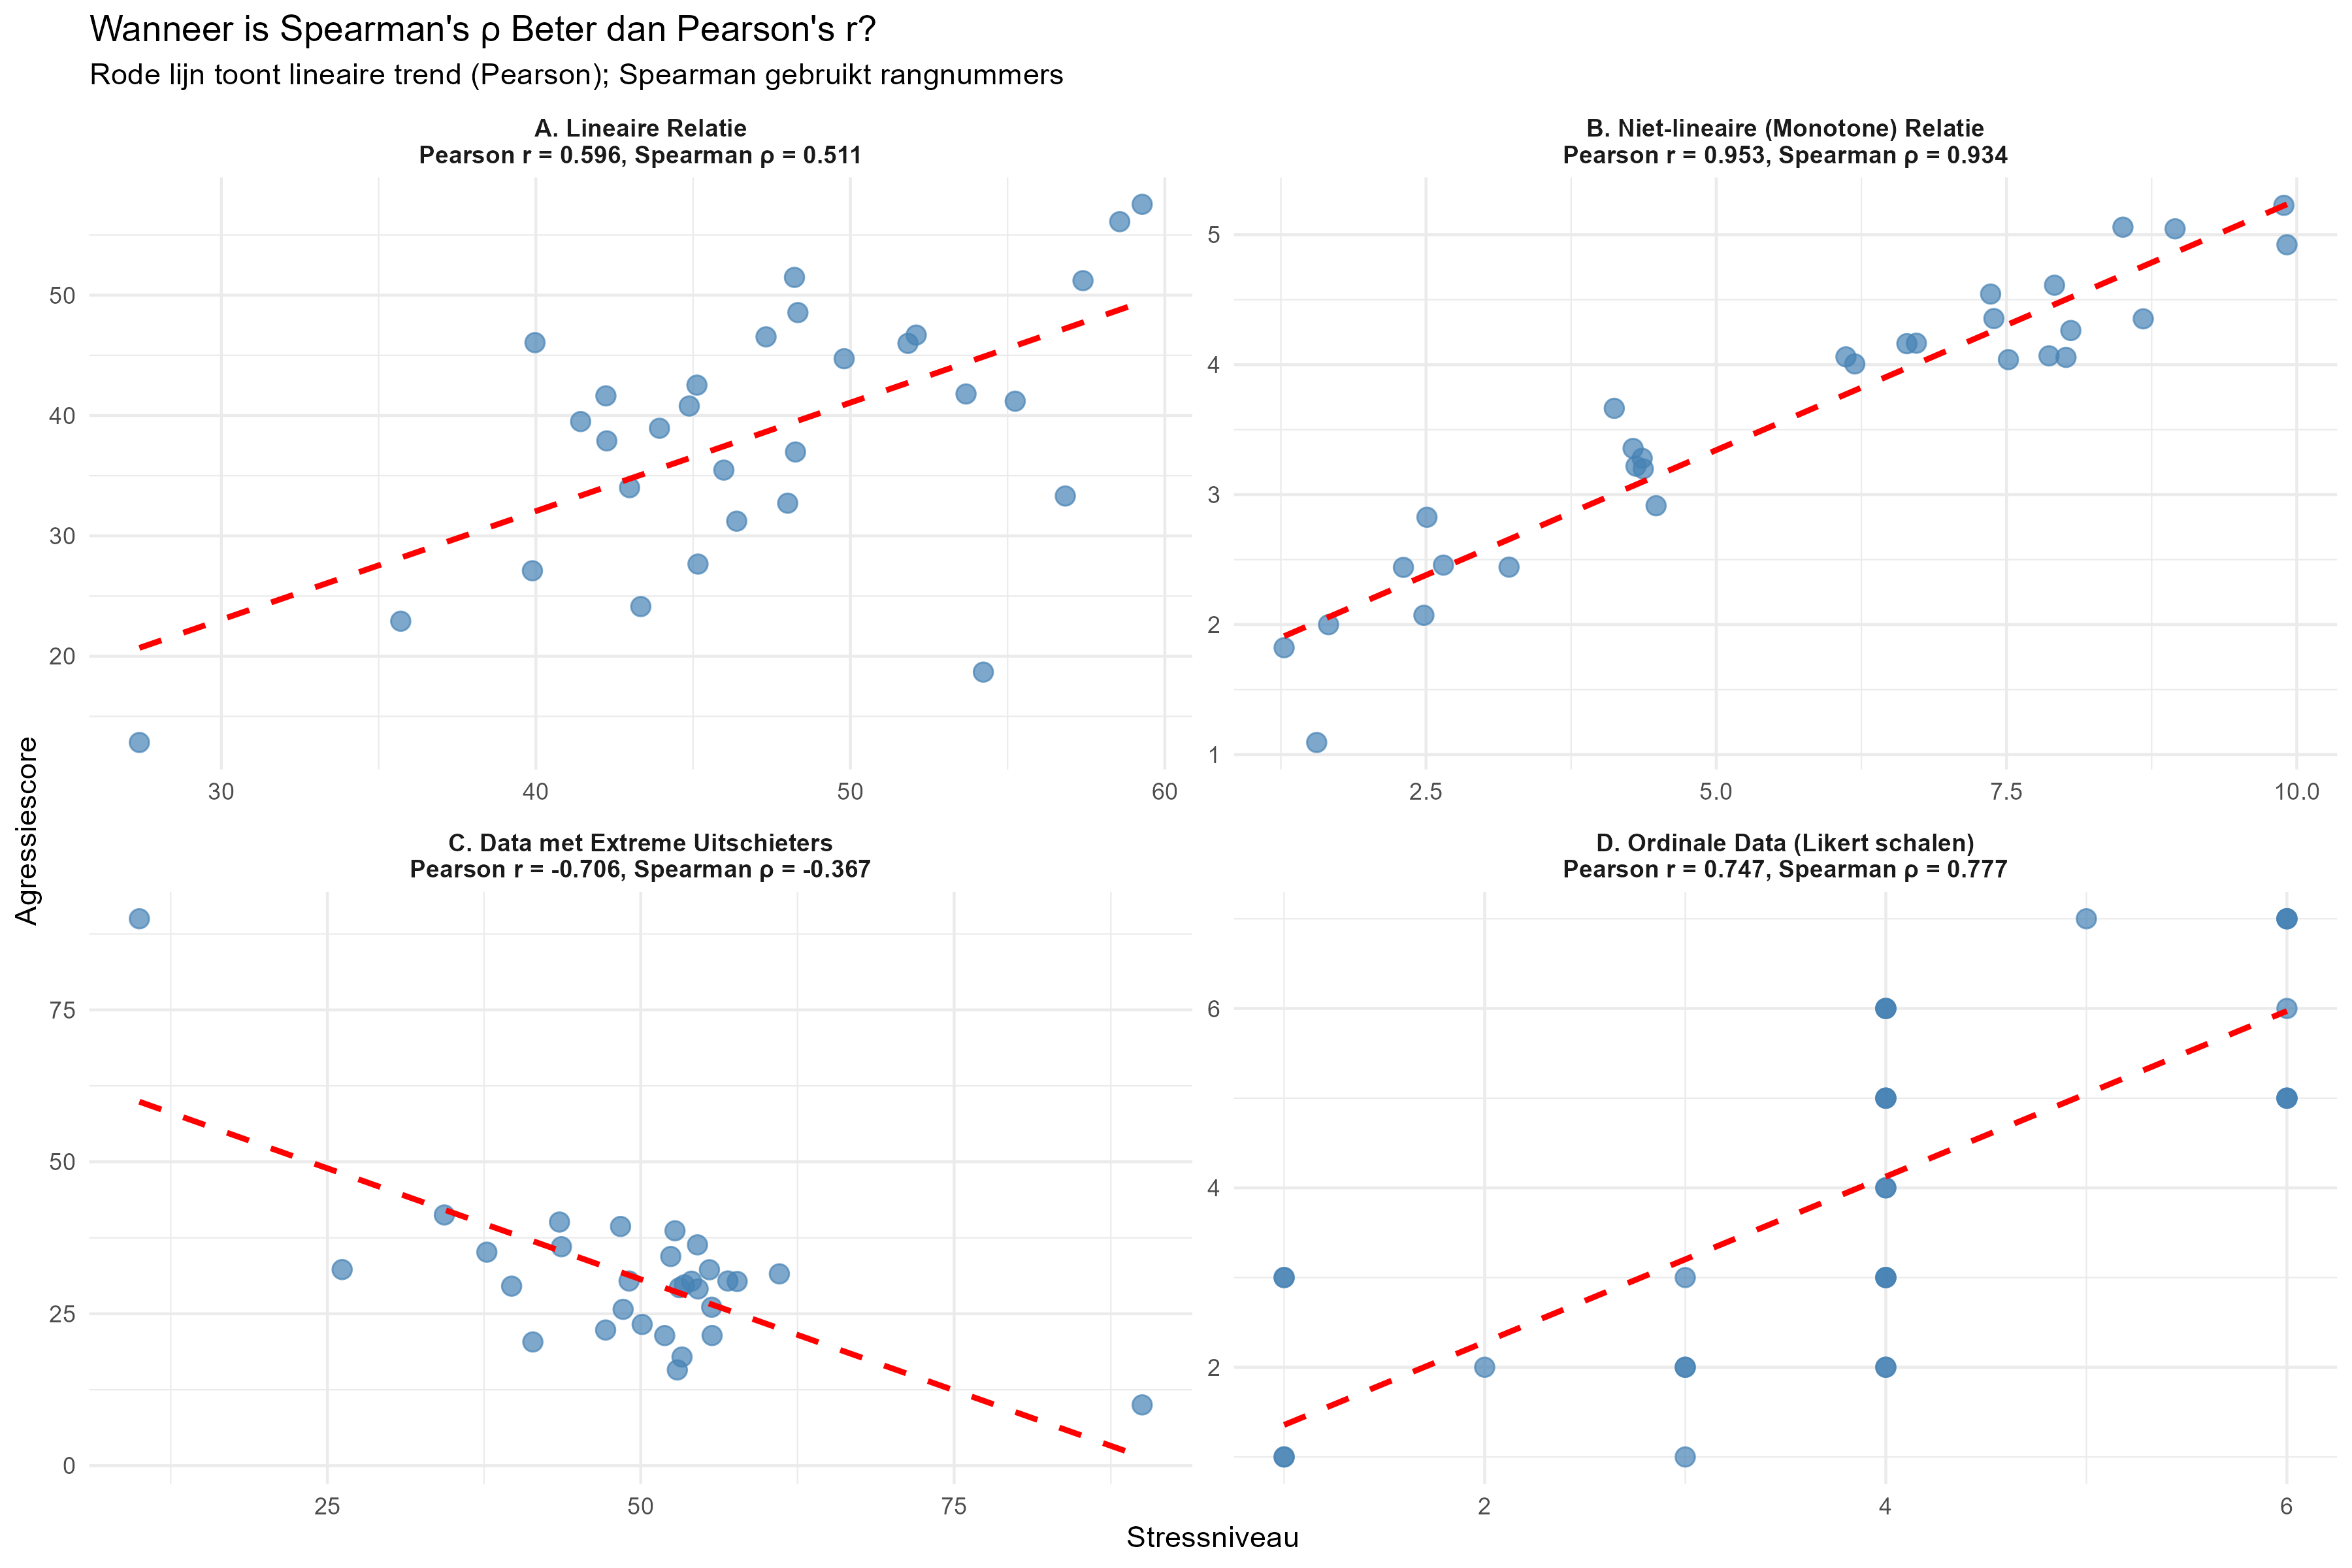 Wanneer is Spearman's ρ Beter dan Pearson's r?
Rode lijn toont lineaire trend (Pearson); Spearman gebruikt rangnummers
A. Lineaire Relatie
Pearson r = 0.596, Spearman ρ = 0.511
50
40
30
20
30
40
50
60
B. Niet-lineaire (Monotone) Relatie
Pearson r = 0.953, Spearman ρ = 0.934
5
4
3
2
1
2.5
5.0
7.5
10.0
Agressiescore
C. Data met Extreme Uitschieters
Pearson r = -0.706, Spearman ρ = -0.367
75
50
25
0
25
50
75
D. Ordinale Data (Likert schalen)
Pearson r = 0.747, Spearman ρ = 0.777
6
4
2
2
4
6
Stressniveau